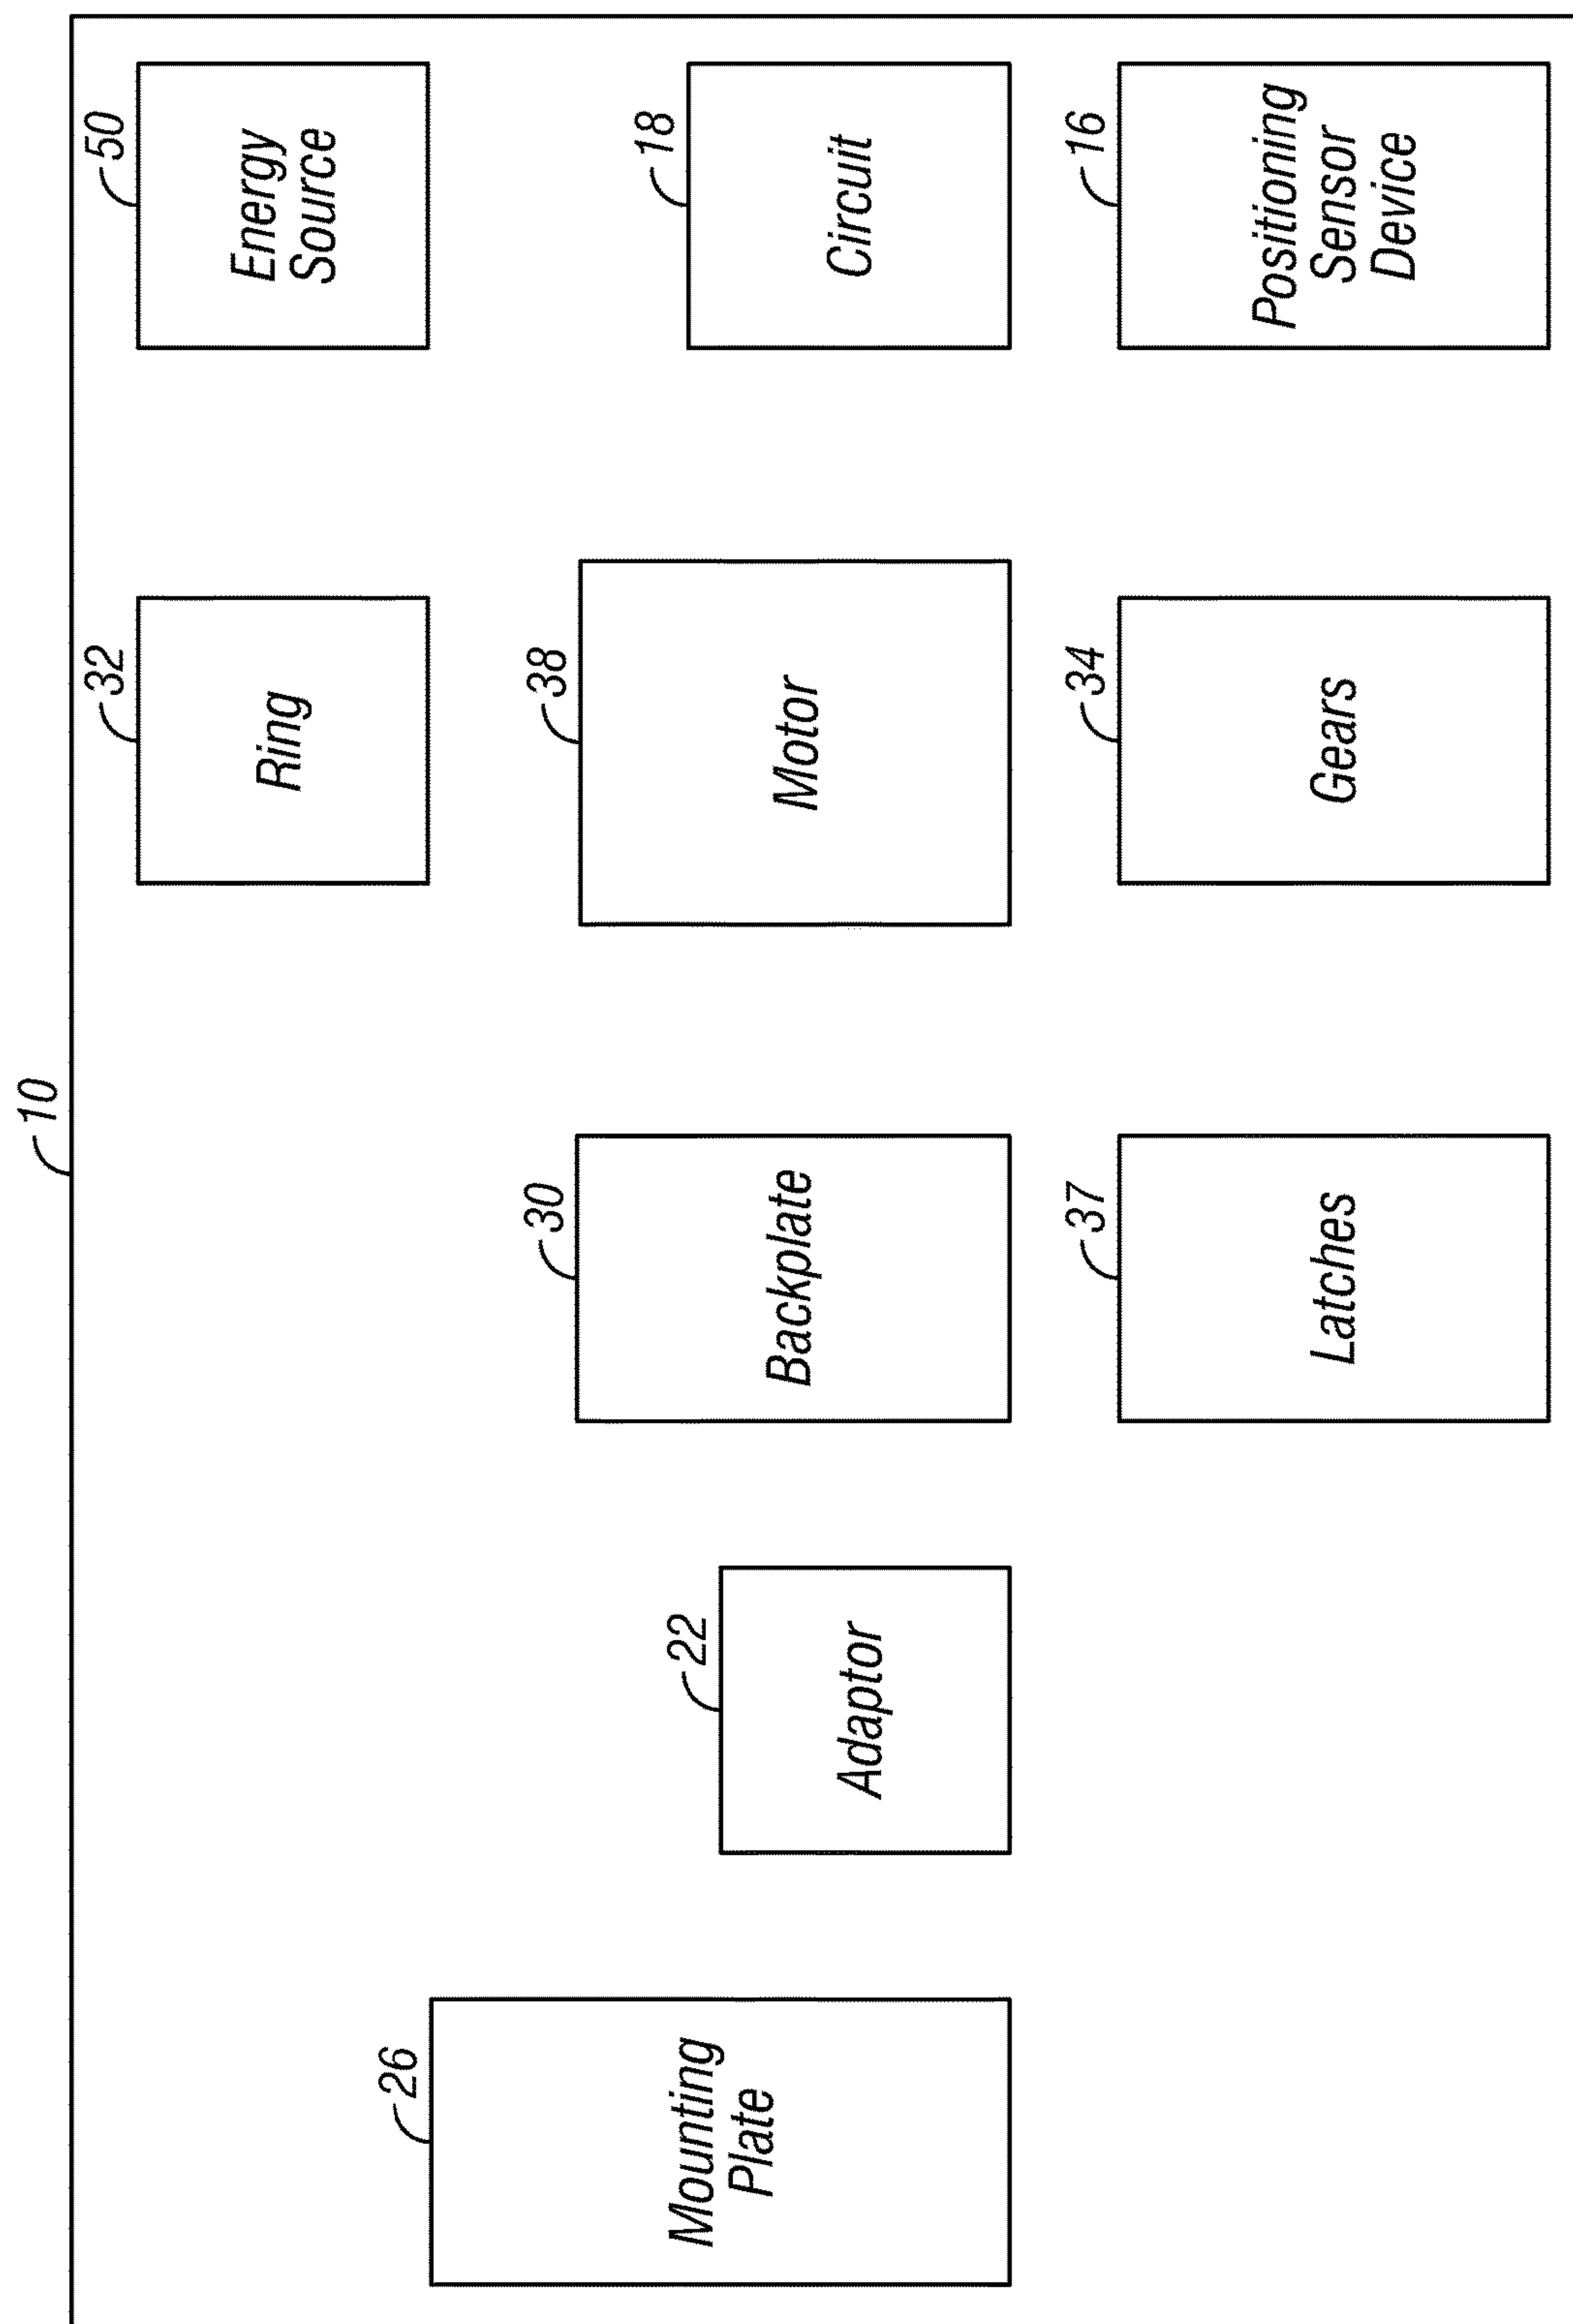 10
32
Ring
50
Energy
Source
26
Mounting
Plate
22
Adaptor
30
Backplate
38
Motor
18
Circuit
37
Latches
34
Gears
16
Positioning
Sensor
Device